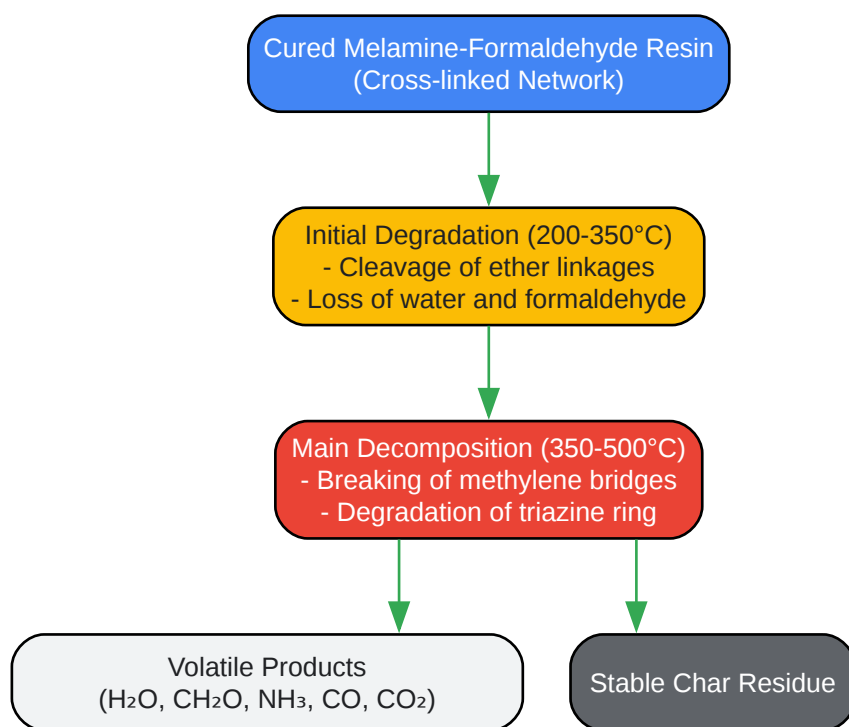 Cured Melamine-Formaldehyde Resin
(Cross-linked Network)
Initial Degradation (200-350°C)
- Cleavage of ether linkages
- Loss of water and formaldehyde
Main Decomposition (350-500°C)
- Breaking of methylene bridges
- Degradation of triazine ring
Volatile Products
(H₂O, CH₂O, NH₃, CO, CO₂)
Stable Char Residue